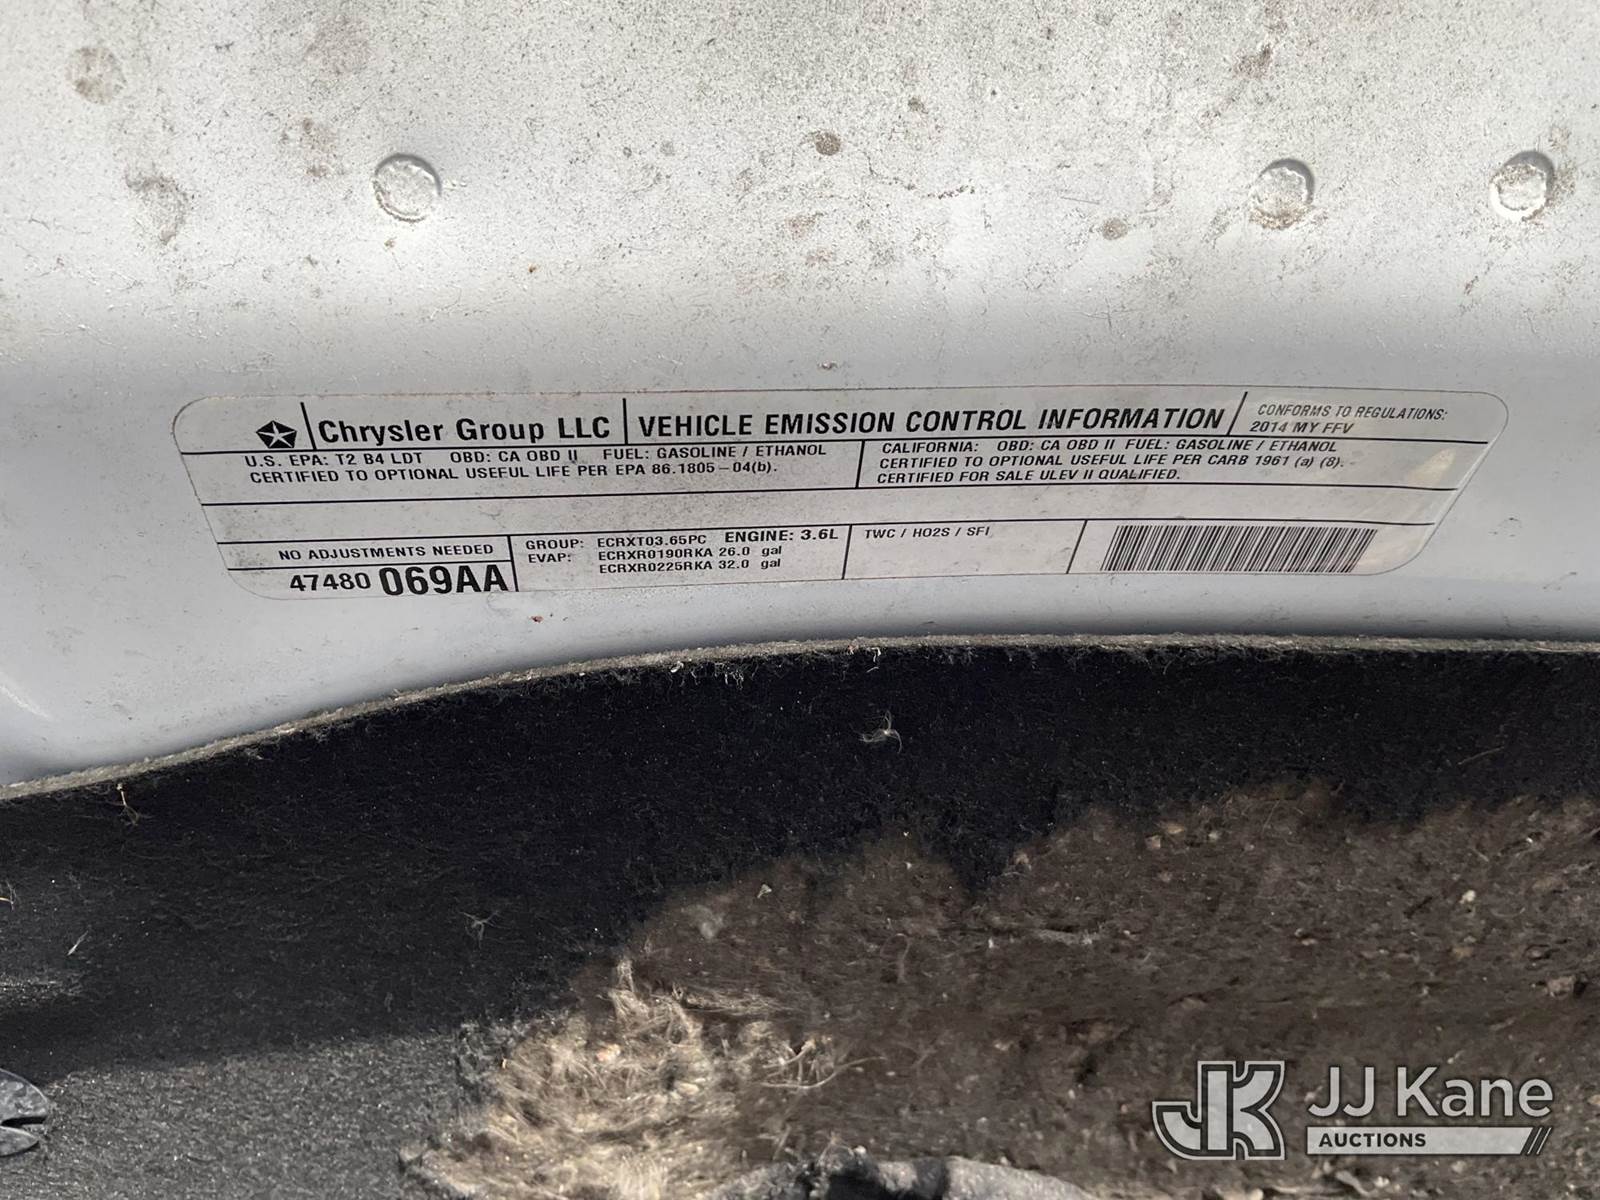 Chrysler Group LLC VEHICLE EMISSION CONTROL INFORMATION
CONFORMS TO REGULATIONS:
2014 MY FFV
U.S. EPA: T2 B4 LDT OBD: CA OBD II FUEL: GASOLINE / ETHANOL
CERTIFIED TO OPTIONAL USEFUL LIFE PER EPA 86.1805-04(b).
CALIFORNIA: OBD: CA OBD II FUEL: GASOLINE / ETHANOL
CERTIFIED TO OPTIONAL USEFUL LIFE PER CARB 1961 (a) (8).
CERTIFIED FOR SALE ULEV II QUALIFIED.
NO ADJUSTMENTS NEEDED
47480 069AA
GROUP: ECRXT03.65PC ENGINE: 3.6L
EVAP: ECRXR0190RKA 26.0 gal
ECRXR0225RKA 32.0 gal
TWC / HO2S / SFI
JK JJ Kane
AUCTIONS